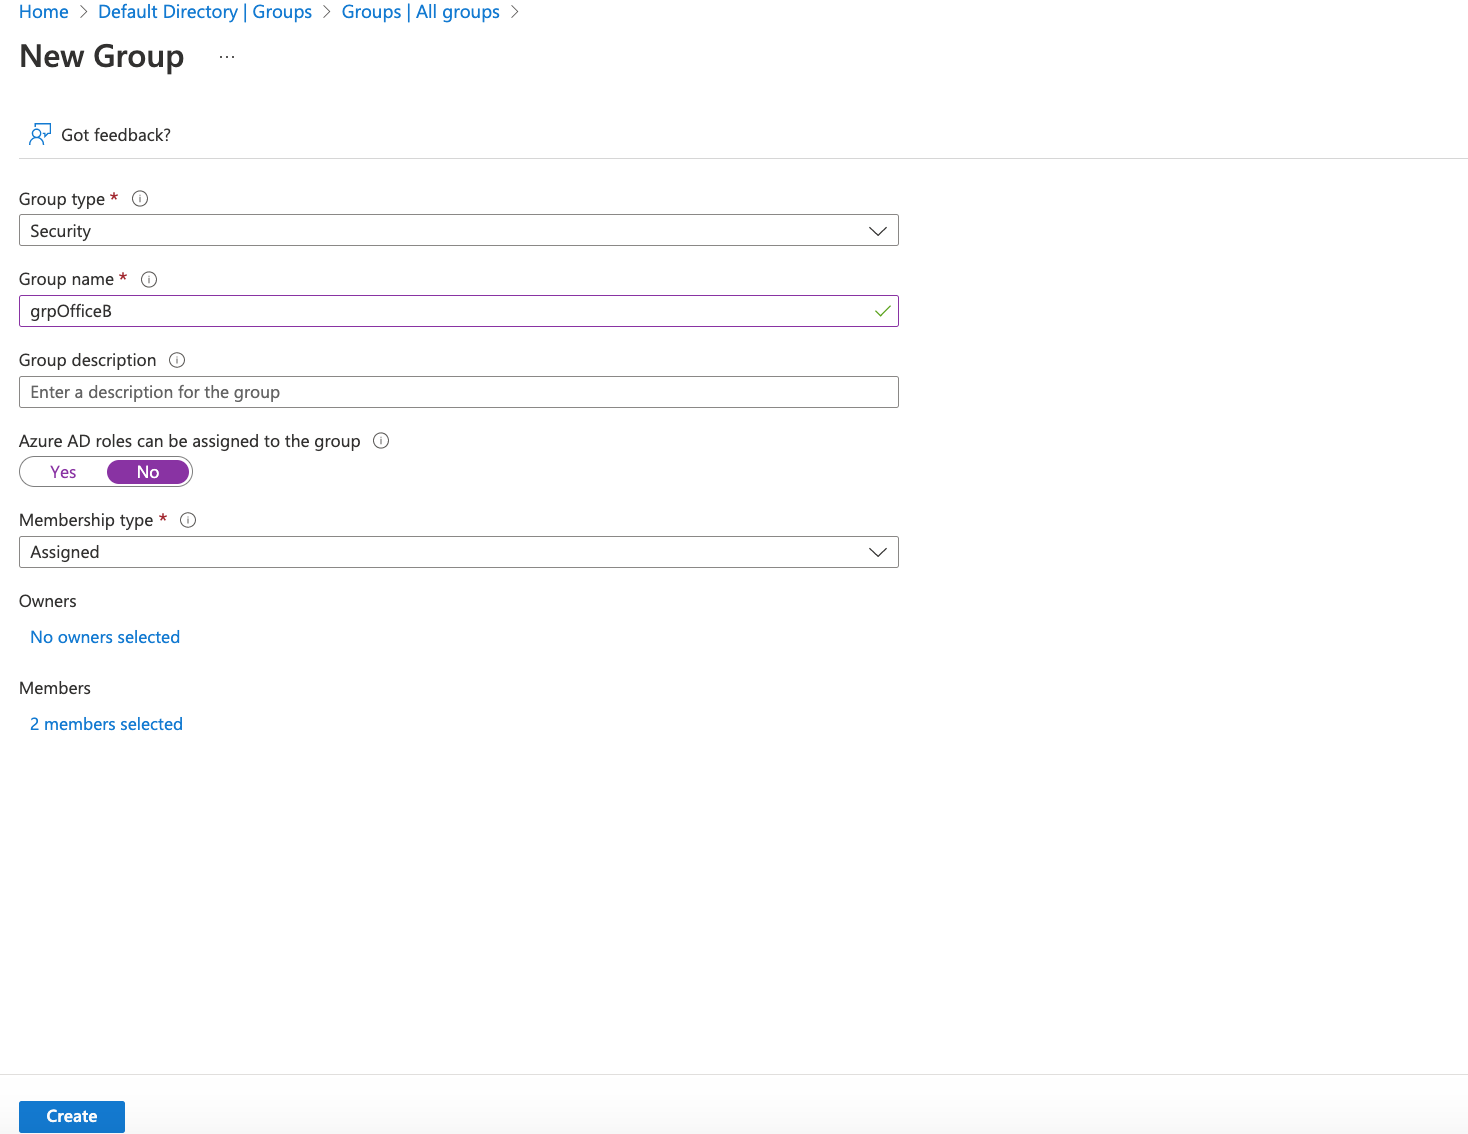 Home > Default Directory | Groups > Groups | All groups >
New Group ...
Got feedback?
Group type *
Security
Group name *
grpOfficeB
Group description
Enter a description for the group
Azure AD roles can be assigned to the group
Yes No
Membership type *
Assigned
Owners
No owners selected
Members
2 members selected
Create